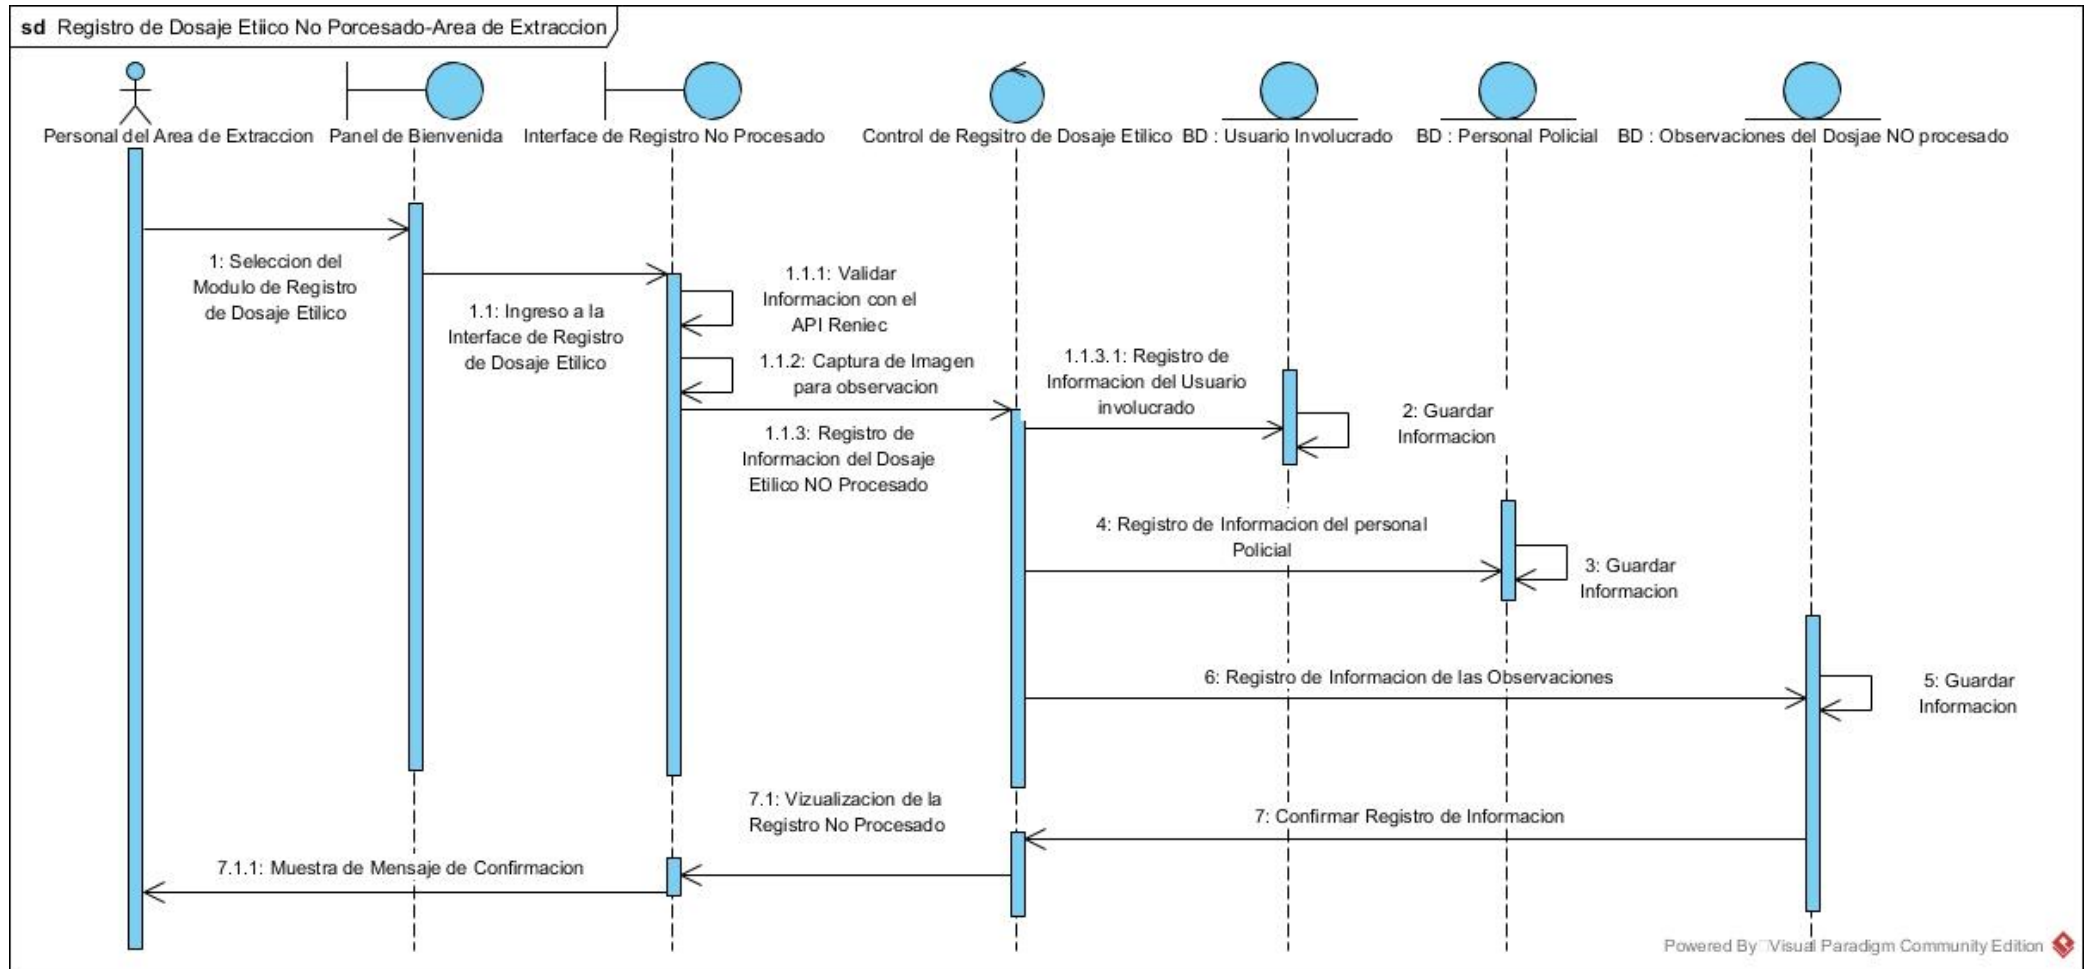 sd Registro de Dosaje Etiico No Porcesado-Area de Extraccion
Personal del Area de Extraccion
Panel de Bienvenida
Interface de Registro No Procesado
Control de Regsitro de Dosaje Etilico
BD : Usuario Involucrado
BD : Personal Policial
BD : Observaciones del Dosjae NO procesado
1: Seleccion del
Modulo de Registro
de Dosaje Etilico
1.1: Ingreso a la
Interface de Registro
de Dosaje Etilico
1.1.1: Validar
Informacion con el
API Reniec
1.1.2: Captura de Imagen
para observacion
1.1.3: Registro de
Informacion del Dosaje
Etilico NO Procesado
1.1.3.1: Registro de
Informacion del Usuario
involucrado
2: Guardar
Informacion
4: Registro de Informacion del personal
Policial
3: Guardar
Informacion
6: Registro de Informacion de las Observaciones
5: Guardar
Informacion
7: Confirmar Registro de Informacion
7.1: Vizualizacion de la
Registro No Procesado
7.1.1: Muestra de Mensaje de Confirmacion
Powered By Visual Paradigm Community Edition